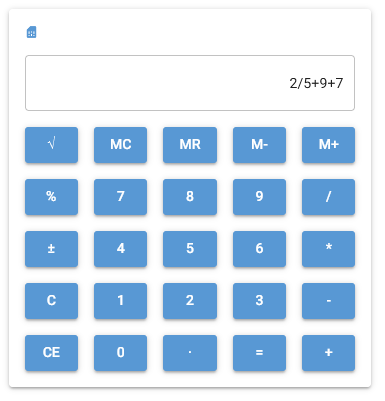 2/5+9+7
√ MC MR M- M+
% 7 8 9 /
± 4 5 6 *
C 1 2 3 -
CE 0 · = +